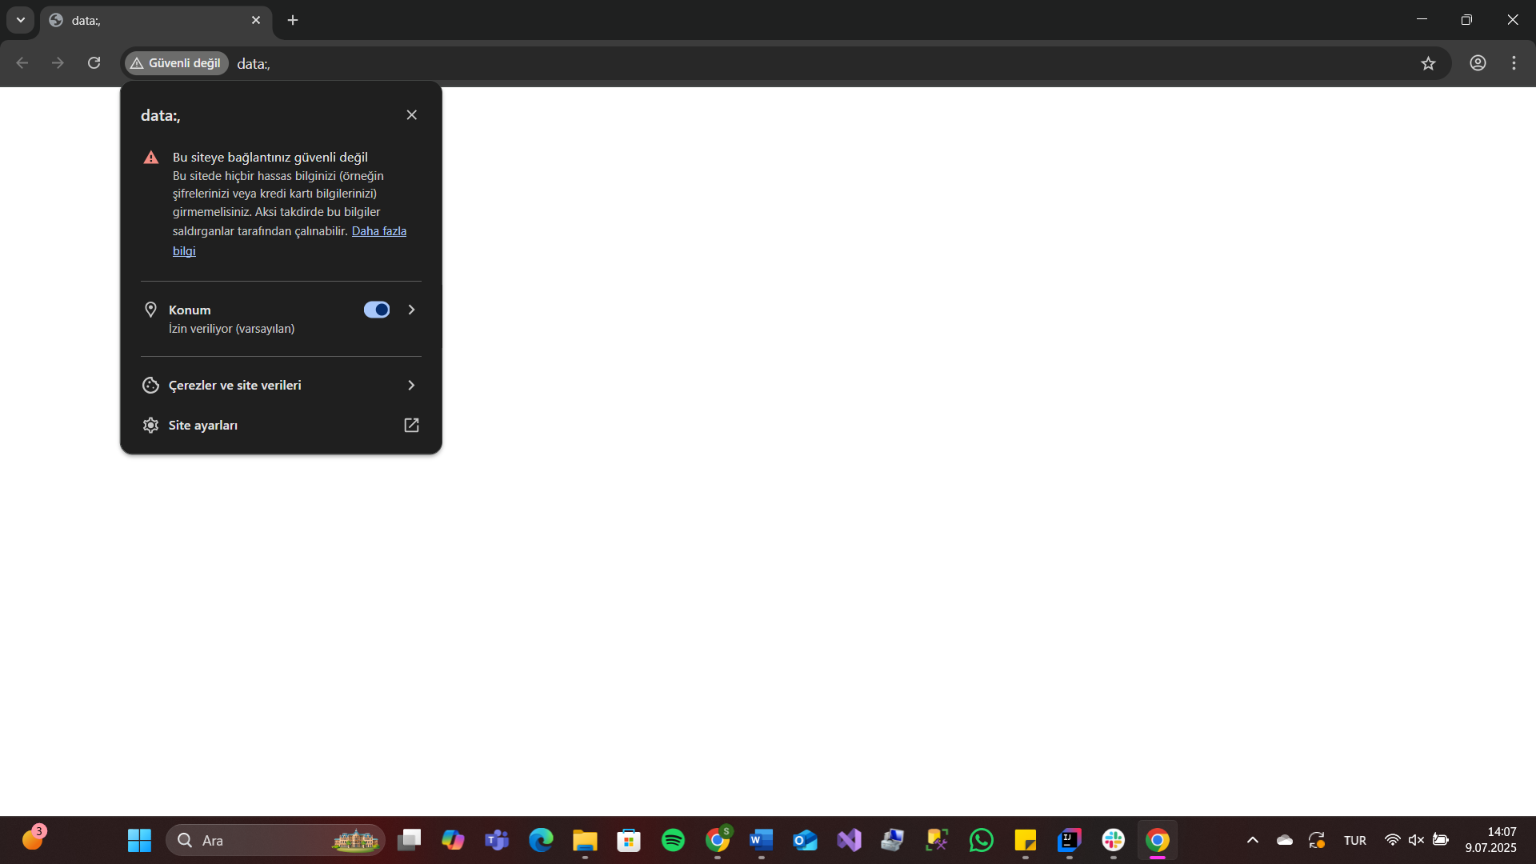 data:,
Güvenli değil
data:,
data:,
Bu siteye bağlantınız güvenli değil
Bu sitede hiçbir hassas bilginizi (örneğin
şifrelerinizi veya kredi kartı bilgilerinizi)
girmemelisiniz. Aksi takdirde bu bilgiler
saldırganlar tarafından çalınabilir. Daha fazla
bilgi
Konum
İzin veriliyor (varsayılan)
Çerezler ve site verileri
Site ayarları
3
Ara
S
W
IJ
TUR
14:07
9.07.2025